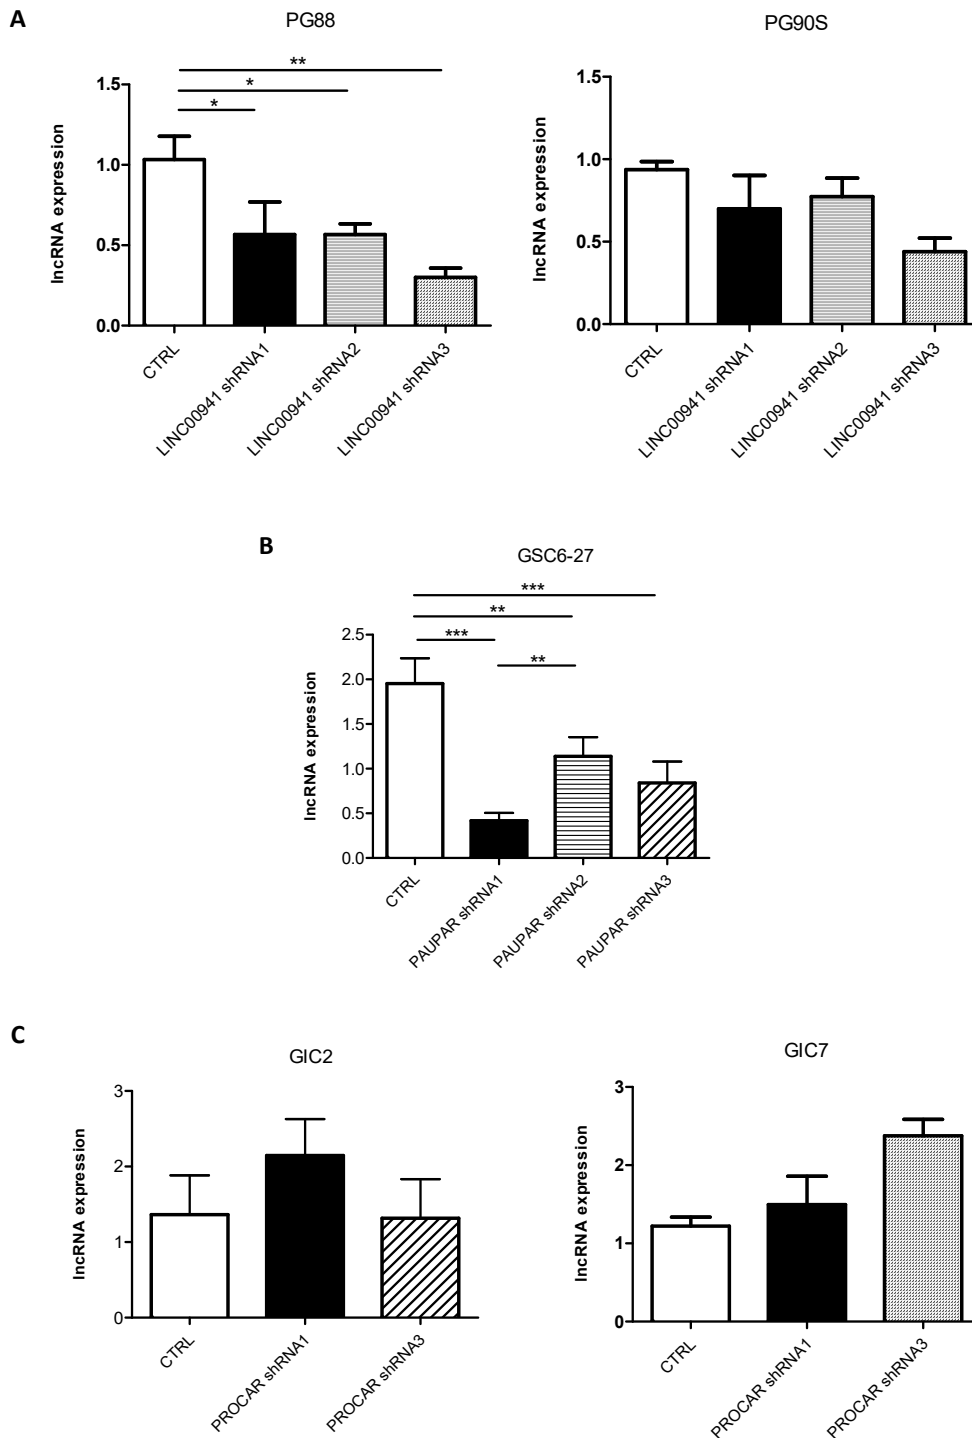 A
PG88
PG90S
**
*
*
lncRNA expression
1.5
1.0
0.5
0.0
CTRL
LINC00941 shRNA1
LINC00941 shRNA2
LINC00941 shRNA3
lncRNA expression
1.5
1.0
0.5
0.0
CTRL
LINC00941 shRNA1
LINC00941 shRNA2
LINC00941 shRNA3
B
GSC6-27
***
**
***
**
lncRNA expression
2.5
2.0
1.5
1.0
0.5
0.0
CTRL
PAUPAR shRNA1
PAUPAR shRNA2
PAUPAR shRNA3
C
GIC2
GIC7
lncRNA expression
3
2
1
0
CTRL
PROCAR shRNA1
PROCAR shRNA3
lncRNA expression
3
2
1
0
CTRL
PROCAR shRNA1
PROCAR shRNA3